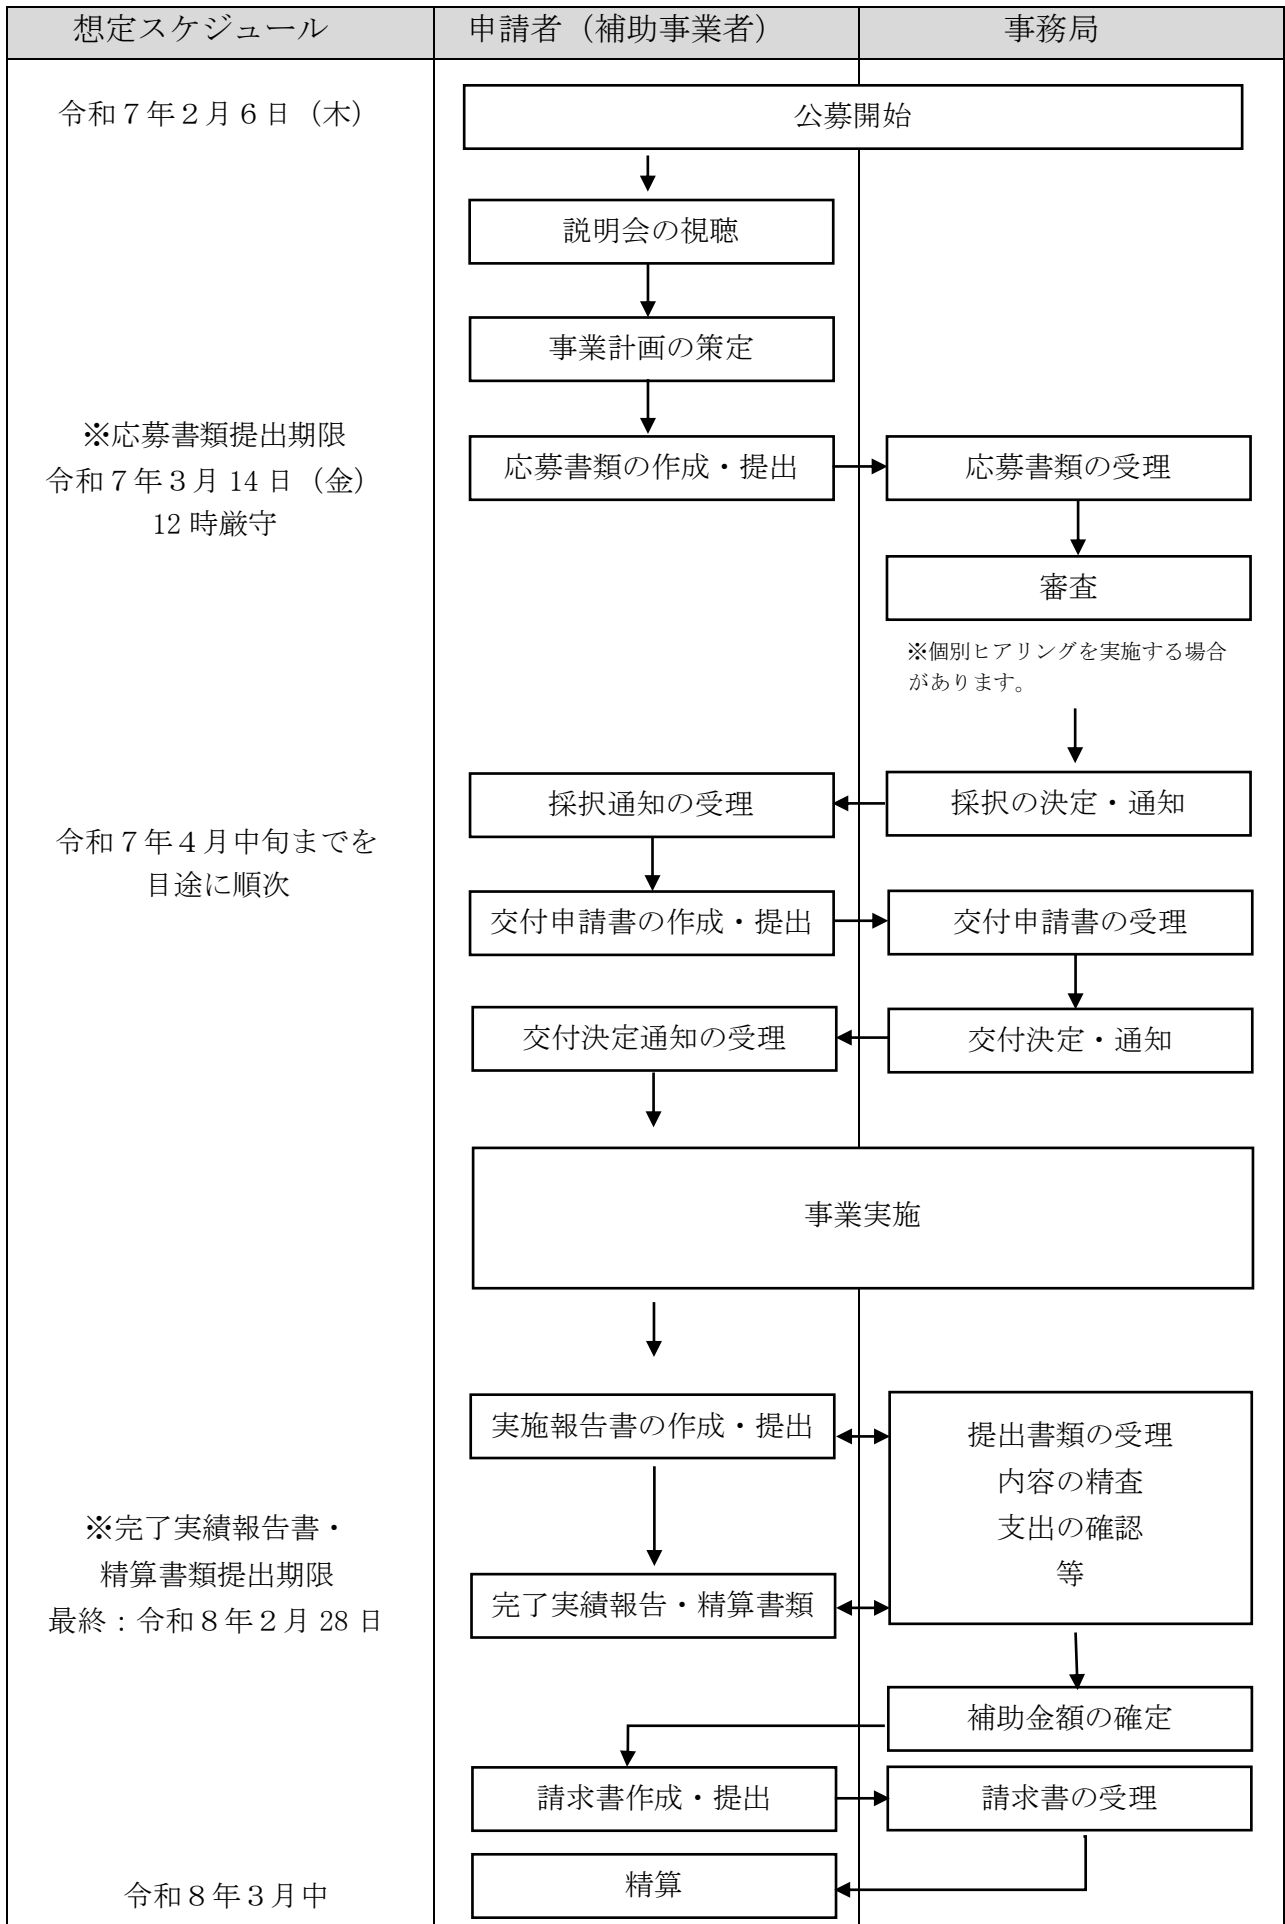 想定スケジュール
申請者（補助事業者）
事務局
令和７年２月６日（木）
公募開始
説明会の視聴
事業計画の策定
※応募書類提出期限
令和７年３月 14 日（金）
12 時厳守
応募書類の作成・提出
応募書類の受理
審査
※個別ヒアリングを実施する場合
があります。
採択通知の受理
採択の決定・通知
令和７年４月中旬までを
目途に順次
交付申請書の作成・提出
交付申請書の受理
交付決定通知の受理
交付決定・通知
事業実施
実施報告書の作成・提出
提出書類の受理
内容の精査
支出の確認
等
※完了実績報告書・
精算書類提出期限
最終：令和８年２月 28 日
完了実績報告・精算書類
補助金額の確定
請求書作成・提出
請求書の受理
精算
令和８年３月中